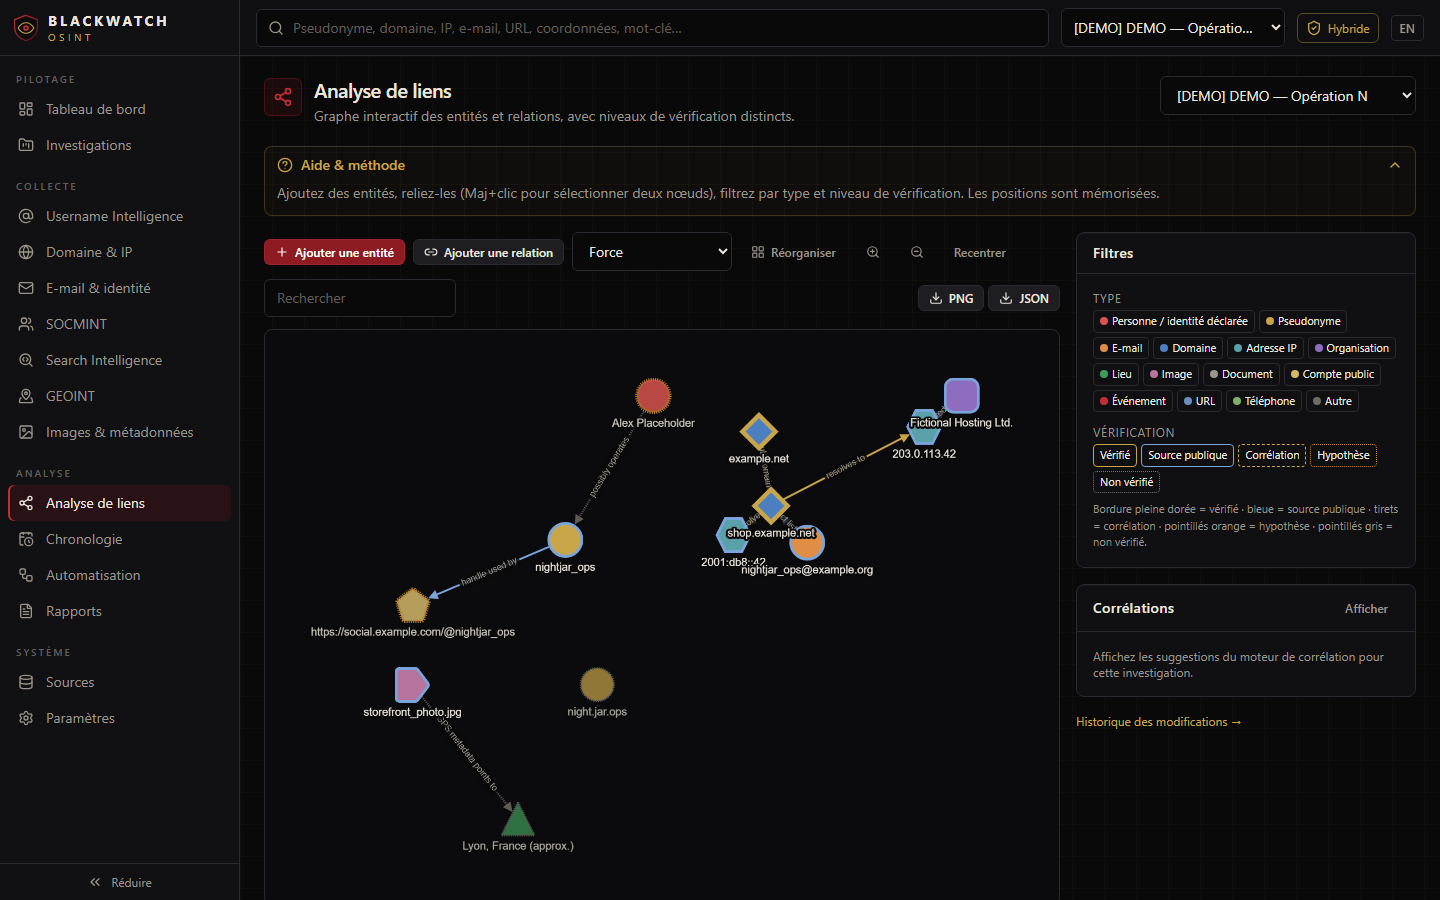 BLACKWATCH
OSINT
Pseudonyme, domaine, IP, e-mail, URL, coordonnées, mot-clé...
[DEMO] DEMO — Opératio...
Hybride
EN
PILOTAGE
Tableau de bord
Investigations
COLLECTE
Username Intelligence
Domaine & IP
E-mail & identité
SOCMINT
Search Intelligence
GEOINT
Images & métadonnées
ANALYSE
Analyse de liens
Chronologie
Automatisation
Rapports
SYSTÈME
Sources
Paramètres
Réduire
Analyse de liens
Graphe interactif des entités et relations, avec niveaux de vérification distincts.
[DEMO] DEMO — Opération N
Aide & méthode
Ajoutez des entités, reliez-les (Maj+clic pour sélectionner deux nœuds), filtrez par type et niveau de vérification. Les positions sont mémorisées.
Ajouter une entité
Ajouter une relation
Force
Réorganiser
Recentrer
Rechercher
PNG
JSON
Alex Placeholder
possibly operates
example.net
Fictional Hosting Ltd.
203.0.113.42
resolves to
shop.example.net
2001:db8::42
nightjar_ops@example.org
nightjar_ops
handle used by
https://social.example.com/@nightjar_ops
storefront_photo.jpg
night.jar.ops
GPS metadata points to
Lyon, France (approx.)
Filtres
TYPE
Personne / identité déclarée
Pseudonyme
E-mail
Domaine
Adresse IP
Organisation
Lieu
Image
Document
Compte public
Événement
URL
Téléphone
Autre
VÉRIFICATION
Vérifié
Source publique
Corrélation
Hypothèse
Non vérifié
Bordure pleine dorée = vérifié · bleue = source publique · tirets
= corrélation · pointillés orange = hypothèse · pointillés gris =
non vérifié.
Corrélations
Afficher
Affichez les suggestions du moteur de corrélation pour
cette investigation.
Historique des modifications →